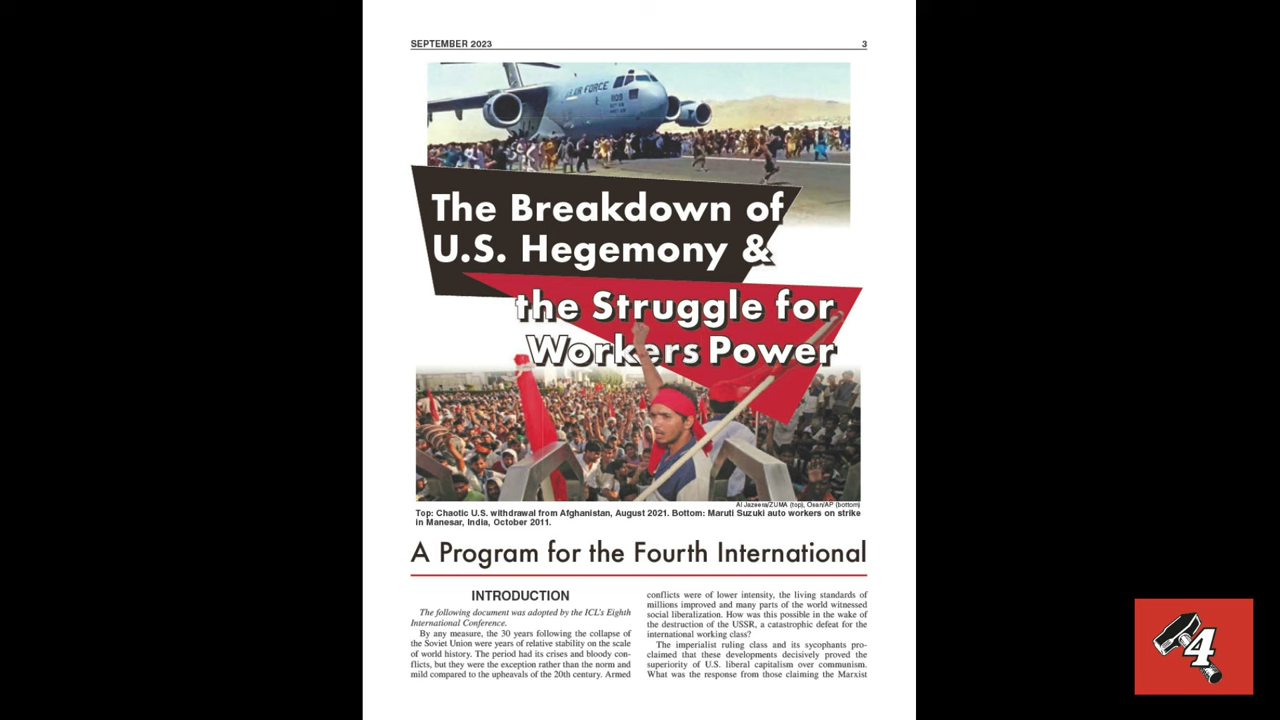 SEPTEMBER 2023 3
AIR FORCE
The Breakdown of
U.S. Hegemony &
the Struggle for
Workers Power
Al Jazeera/ZUMA (top), Osan/AP (bottom)
Top: Chaotic U.S. withdrawal from Afghanistan, August 2021. Bottom: Maruti Suzuki auto workers on strike
in Manesar, India, October 2011.
A Program for the Fourth International
INTRODUCTION
The following document was adopted by the ICL's Eighth
International Conference.
By any measure, the 30 years following the collapse of
the Soviet Union were years of relative stability on the scale
of world history. The period had its crises and bloody con-
flicts, but they were the exception rather than the norm and
mild compared to the upheavals of the 20th century. Armed
conflicts were of lower intensity, the living standards of
millions improved and many parts of the world witnessed
social liberalization. How was this possible in the wake of
the destruction of the USSR, a catastrophic defeat for the
international working class?
The imperialist ruling class and its sycophants pro-
claimed that these developments decisively proved the
superiority of U.S. liberal capitalism over communism.
What was the response from those claiming the Marxist
4